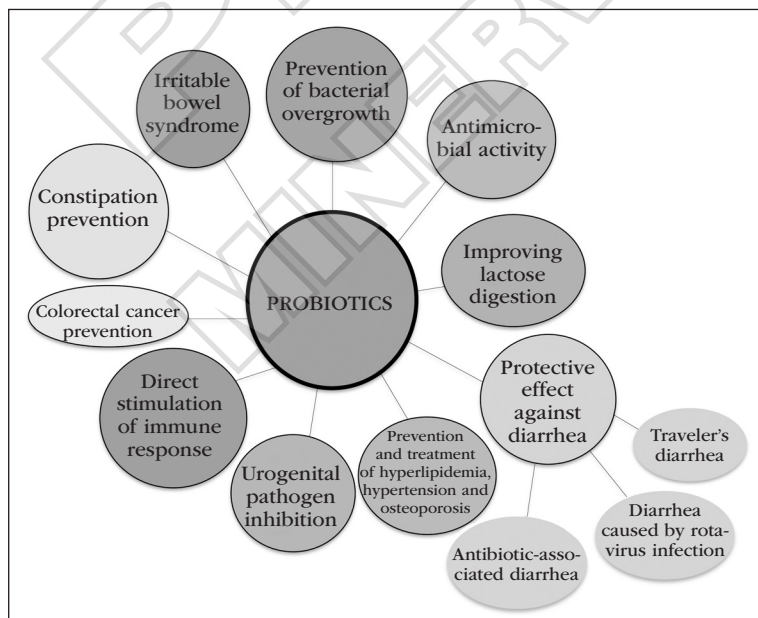 Prevention
of bacterial
overgrowth
Irritable
bowel
syndrome
Antimicro-
bial activity
Constipation
prevention
Improving
lactose
digestion
PROBIOTICS
Colorectal cancer
prevention
Protective
effect
against
diarrhea
Direct
stimulation
of immune
response
Traveler's
diarrhea
Prevention
and treatment
of hyperlipidemia,
hypertension and
osteoporosis
Urogenital
pathogen
inhibition
Diarrhea
caused by rota-
virus infection
Antibiotic-ass-
ociated diarrhea